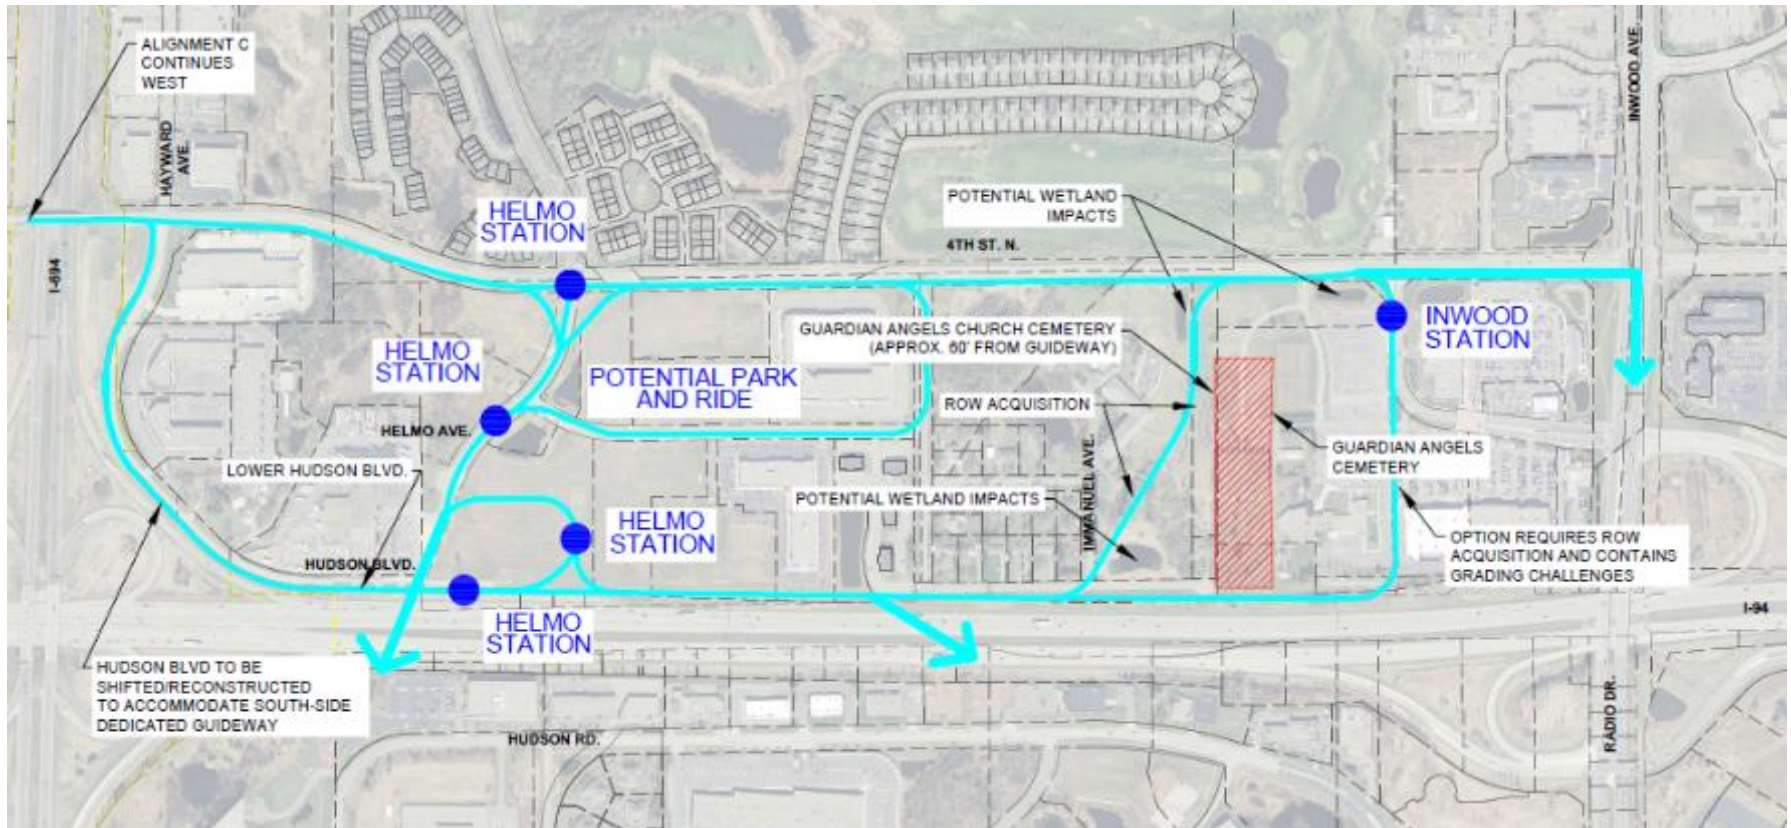 ALIGNMENT C
CONTINUES
WEST
HAYWARD
AVE.
INWOOD AVE.
I-694
HELMO
STATION
POTENTIAL WETLAND
IMPACTS
4TH ST. N.
HELMO
STATION
POTENTIAL PARK
AND RIDE
GUARDIAN ANGELS CHURCH CEMETERY
(APPROX. 60' FROM GUIDEWAY)
INWOOD
STATION
HELMO AVE.
ROW ACQUISITION
LOWER HUDSON BLVD.
IMMANUEL AVE.
GUARDIAN ANGELS
CEMETERY
POTENTIAL WETLAND IMPACTS
HELMO
STATION
OPTION REQUIRES ROW
ACQUISITION AND CONTAINS
GRADING CHALLENGES
HUDSON BLVD.
I-94
HELMO
STATION
HUDSON BLVD TO BE
SHIFTED/RECONSTRUCTED
TO ACCOMMODATE SOUTH-SIDE
DEDICATED GUIDEWAY
HUDSON RD.
RADIO DR.